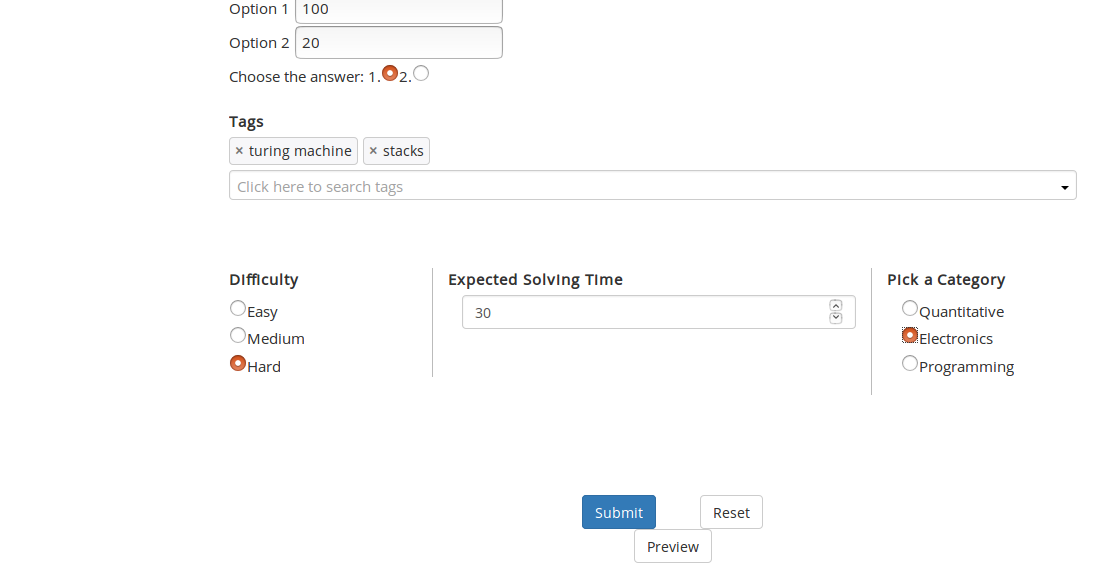 Option 1 100
Option 2 20
Choose the answer: 1. 2.
Tags
× turing machine × stacks
Click here to search tags
Difficulty Expected Solving Time Pick a Category
Easy 30 Quantitative
Medium Electronics
Hard Programming
Submit Reset
Preview